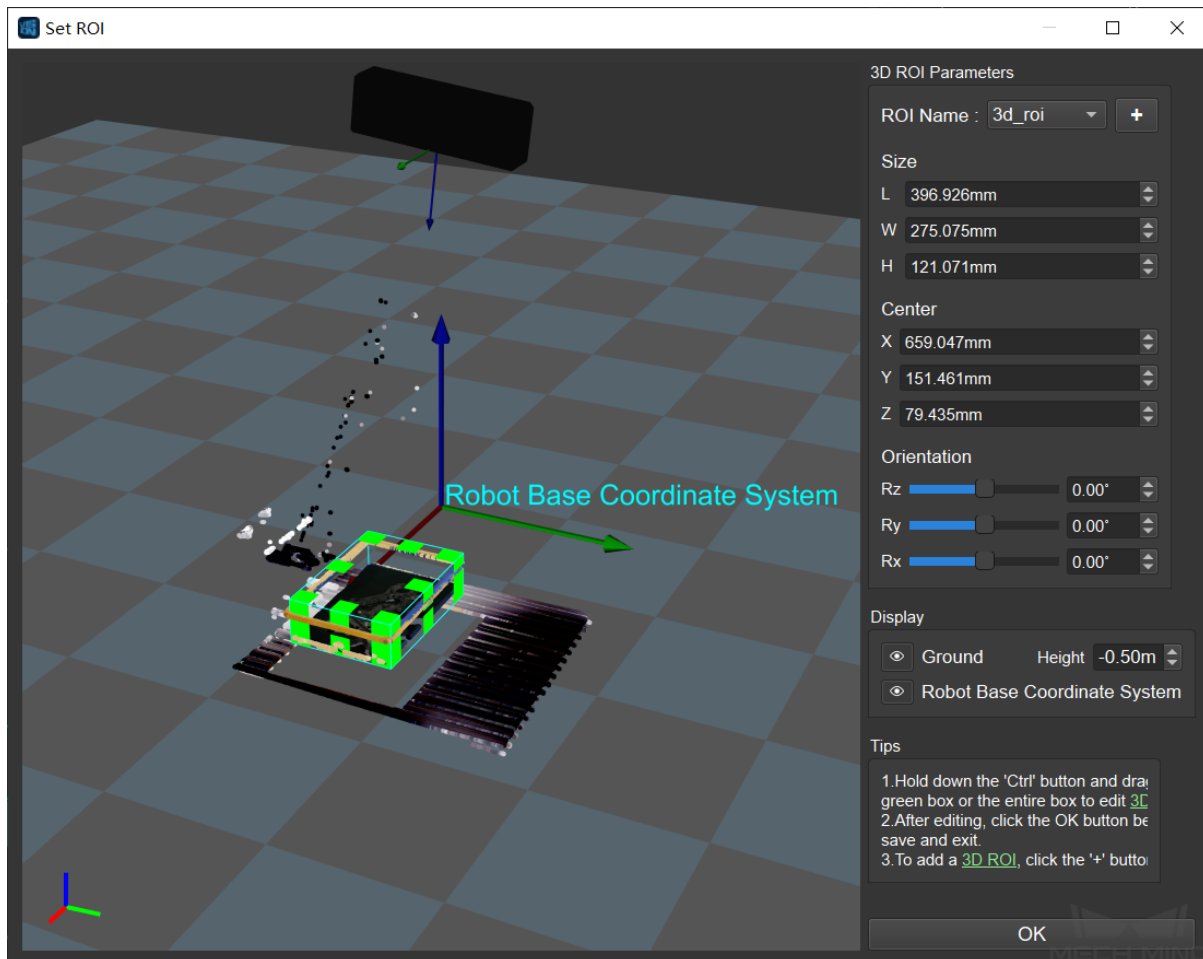 Set ROI
Robot Base Coordinate System
3D ROI Parameters
ROI Name : 3d_roi +
Size
L 396.926mm
W 275.075mm
H 121.071mm
Center
X 659.047mm
Y 151.461mm
Z 79.435mm
Orientation
Rz 0.00°
Ry 0.00°
Rx 0.00°
Display
Ground Height -0.50m
Robot Base Coordinate System
Tips
1.Hold down the 'Ctrl' button and
green box or the entire box to edit 3D
2.After editing, click the OK button
save and exit.
3.To add a 3D ROI, click the '+'
OK
MECH MIND